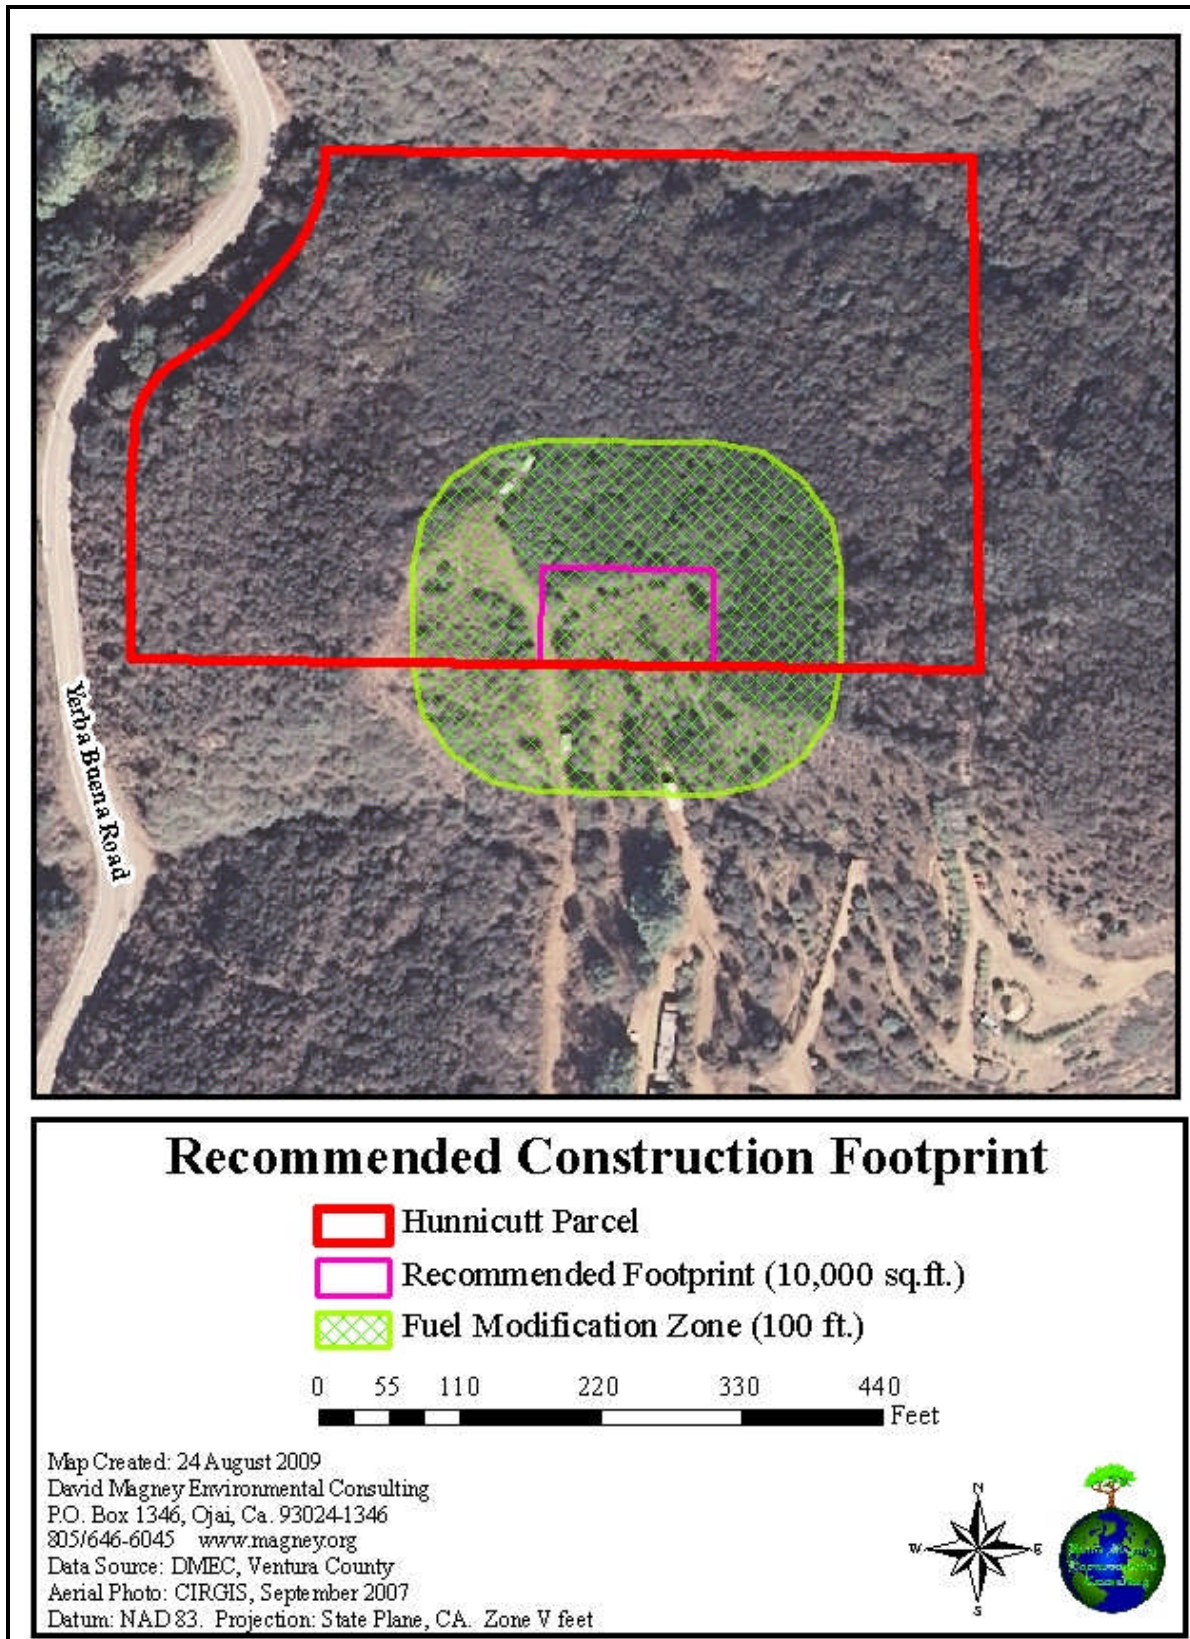 Yerba Buena Road
Recommended Construction Footprint
Hunnicutt Parcel
Recommended Footprint (10,000 sq.ft.)
Fuel Modification Zone (100 ft.)
0 55 110 220 330 440
Feet
Map Created: 24 August 2009
David Magney Environmental Consulting
P.O. Box 1346, Ojai, Ca. 93024-1346
805/646-6045 www.magney.org
Data Source: DMEC, Ventura County
Aerial Photo: CIRGIS, September 2007
Datum: NAD 83. Projection: State Plane, CA. Zone V feet
N
W E
S